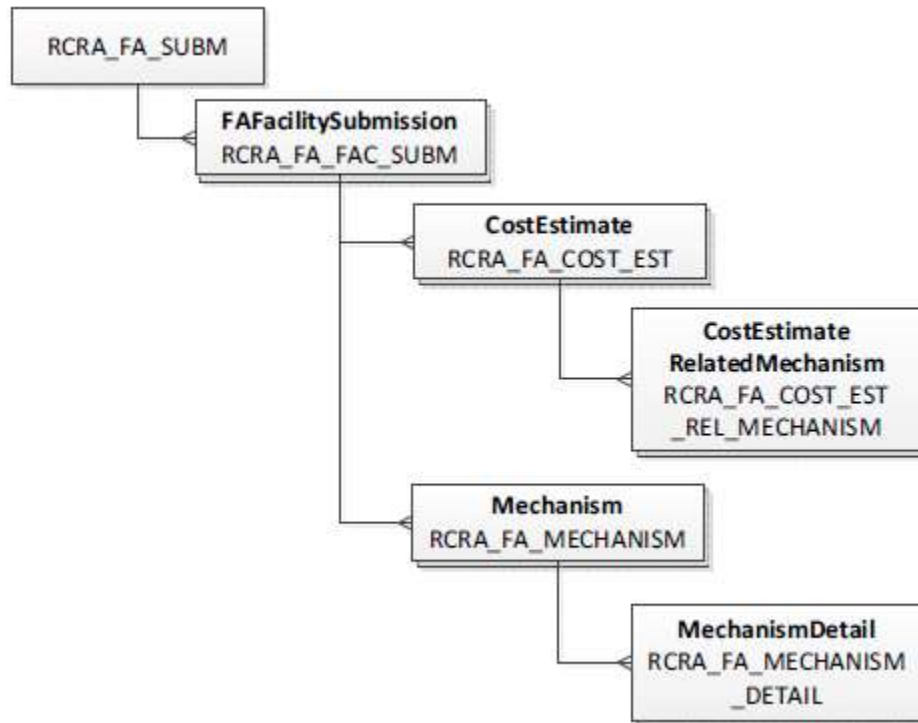 RCRA_FA_SUBM
FAFacilitySubmission
RCRA_FA_FAC_SUBM
CostEstimate
RCRA_FA_COST_EST
CostEstimate
RelatedMechanism
RCRA_FA_COST_EST
_REL_MECHANISM
Mechanism
RCRA_FA_MECHANISM
MechanismDetail
RCRA_FA_MECHANISM
_DETAIL